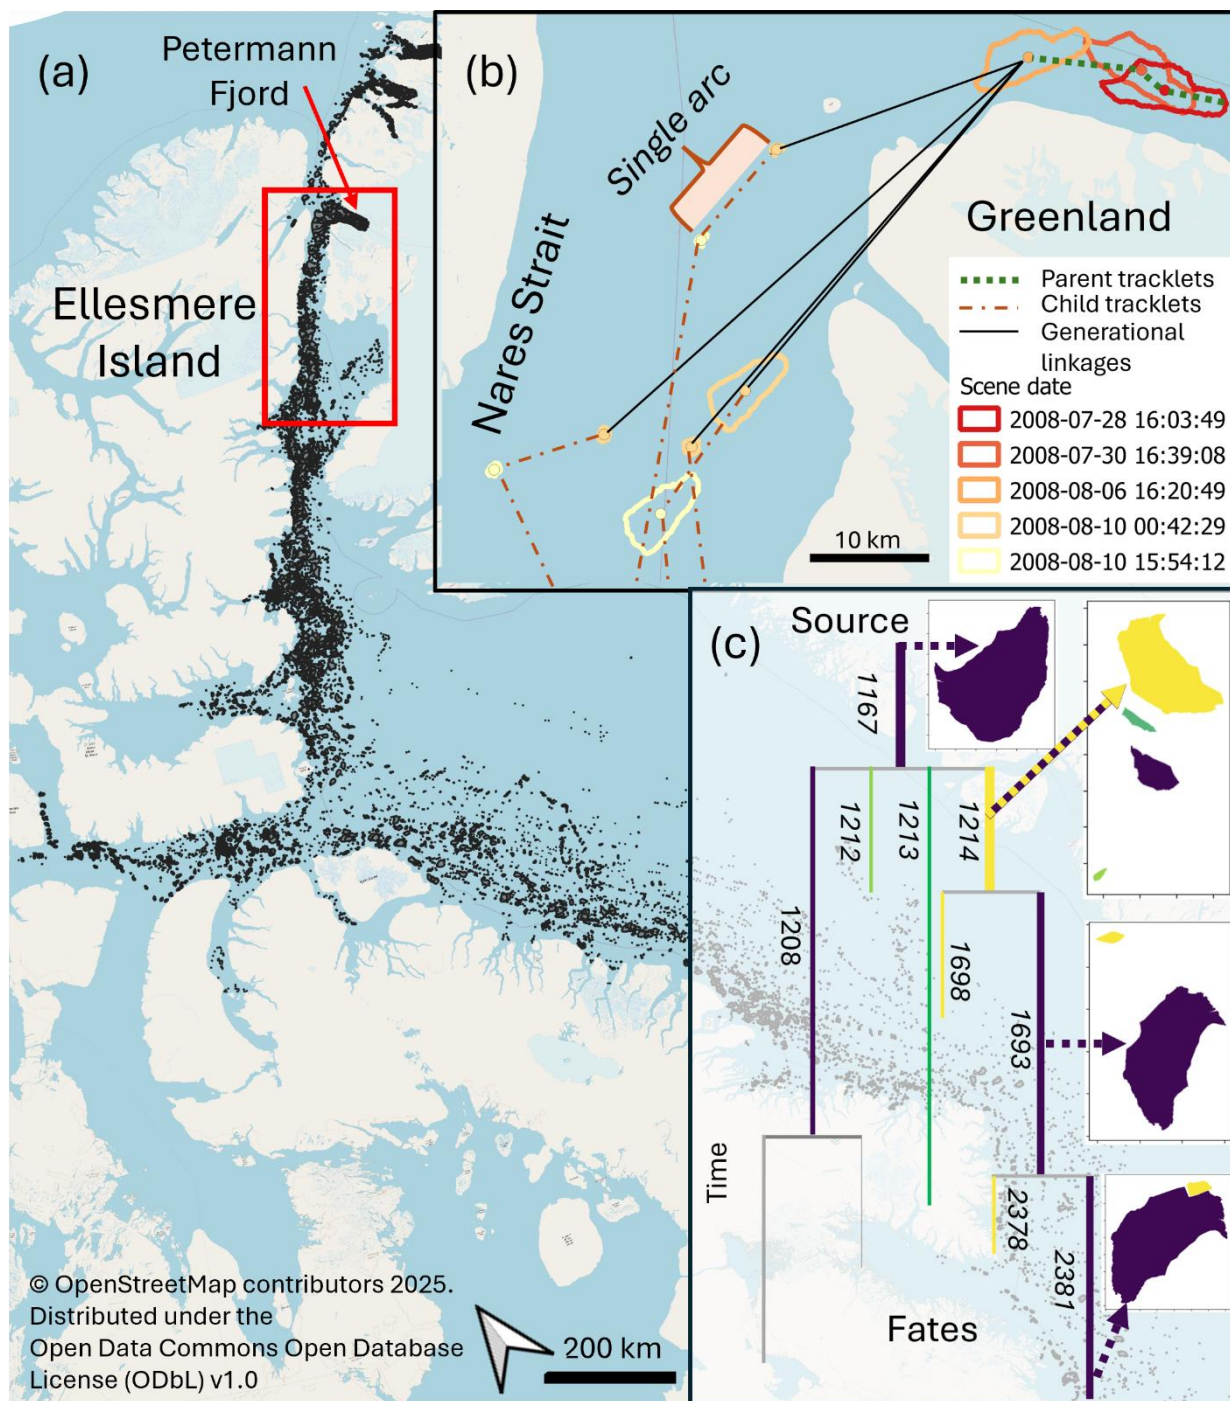 (a)
Petermann
Fjord
Ellesmere
Island
© OpenStreetMap contributors 2025.
Distributed under the
Open Data Commons Open Database
License (ODbL) v1.0
200 km
(b)
Single arc
Nares Strait
Greenland
Parent tracklets
Child tracklets
Generational
linkages
Scene date
2008-07-28 16:03:49
2008-07-30 16:39:08
2008-08-06 16:20:49
2008-08-10 00:42:29
2008-08-10 15:54:12
10 km
(c)
Source
1167
1212
1213
1214
1208
1698
1693
2378
2381
Time
Fates